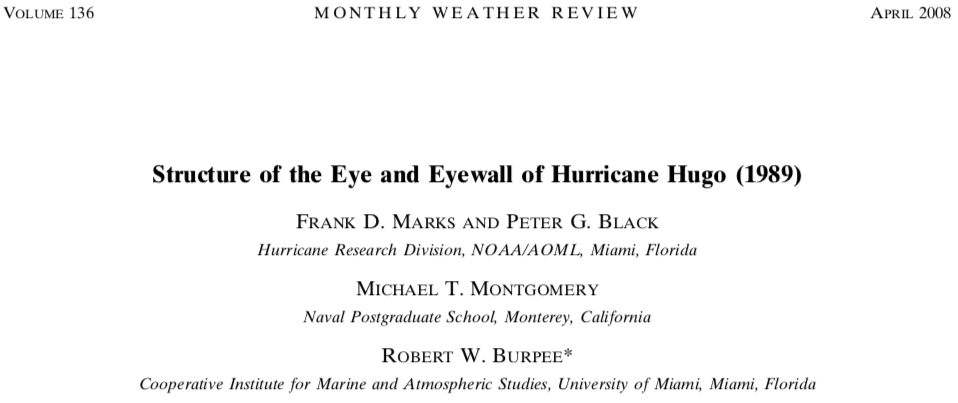 VOLUME 136 MONTHLY WEATHER REVIEW APRIL 2008
Structure of the Eye and Eyewall of Hurricane Hugo (1989)
FRANK D. MARKS AND PETER G. BLACK
Hurricane Research Division, NOAA/AOML, Miami, Florida
MICHAEL T. MONTGOMERY
Naval Postgraduate School, Monterey, California
ROBERT W. BURPEE*
Cooperative Institute for Marine and Atmospheric Studies, University of Miami, Miami, Florida